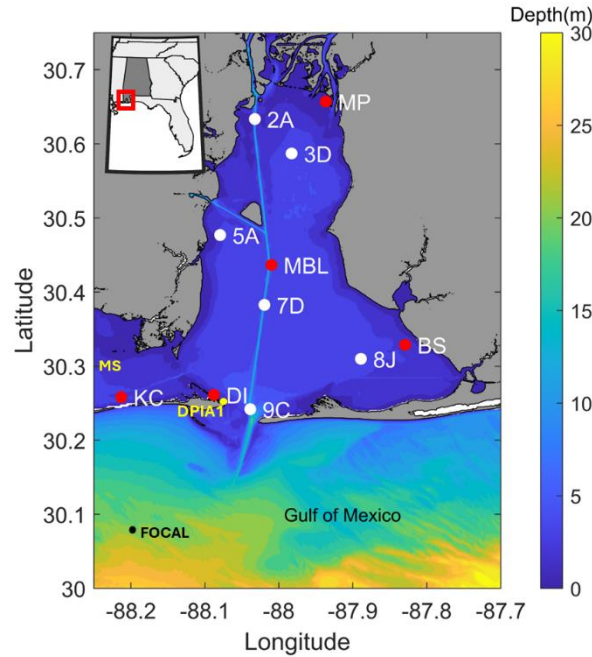 Depth(m)
30.7
30.6
30.5
30.4
30.3
30.2
30.1
30
Latitude
MP
2A
3D
5A
MBL
7D
8J
BS
MS
KC
DI
DPIA1
9C
Gulf of Mexico
FOCAL
-88.2
-88.1
-88
-87.9
-87.8
-87.7
Longitude
30
25
20
15
10
5
0